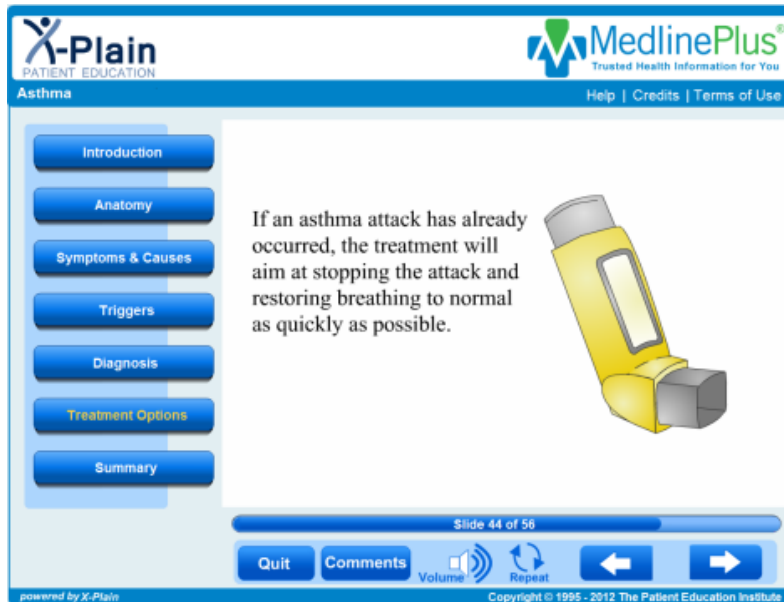 X-Plain
PATIENT EDUCATION
MedlinePlus®
Trusted Health Information for You
Asthma
Help | Credits | Terms of Use
Introduction
Anatomy
Symptoms & Causes
Triggers
Diagnosis
Treatment Options
Summary
If an asthma attack has already
occurred, the treatment will
aim at stopping the attack and
restoring breathing to normal
as quickly as possible.
Slide 44 of 56
Quit
Comments
Volume
Repeat
powered by X-Plain
Copyright © 1995 - 2012 The Patient Education Institute